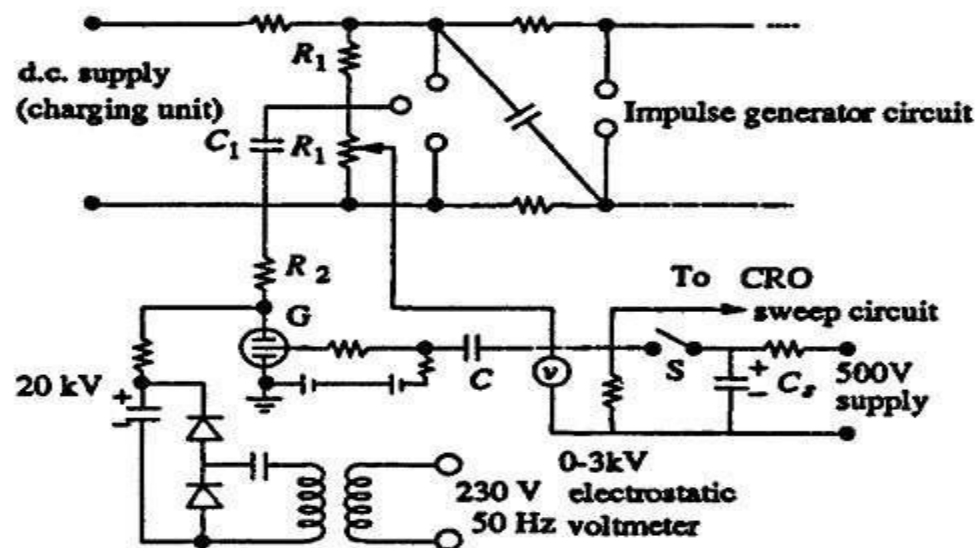 R1
d.c. supply
(charging unit)
C1
R1
Impulse generator circuit
R2
To CRO
sweep circuit
G
20 kV
+
−
C
v
S
+
−
Cs
500V
supply
0-3kV
230 V electrostatic
50 Hz voltmeter